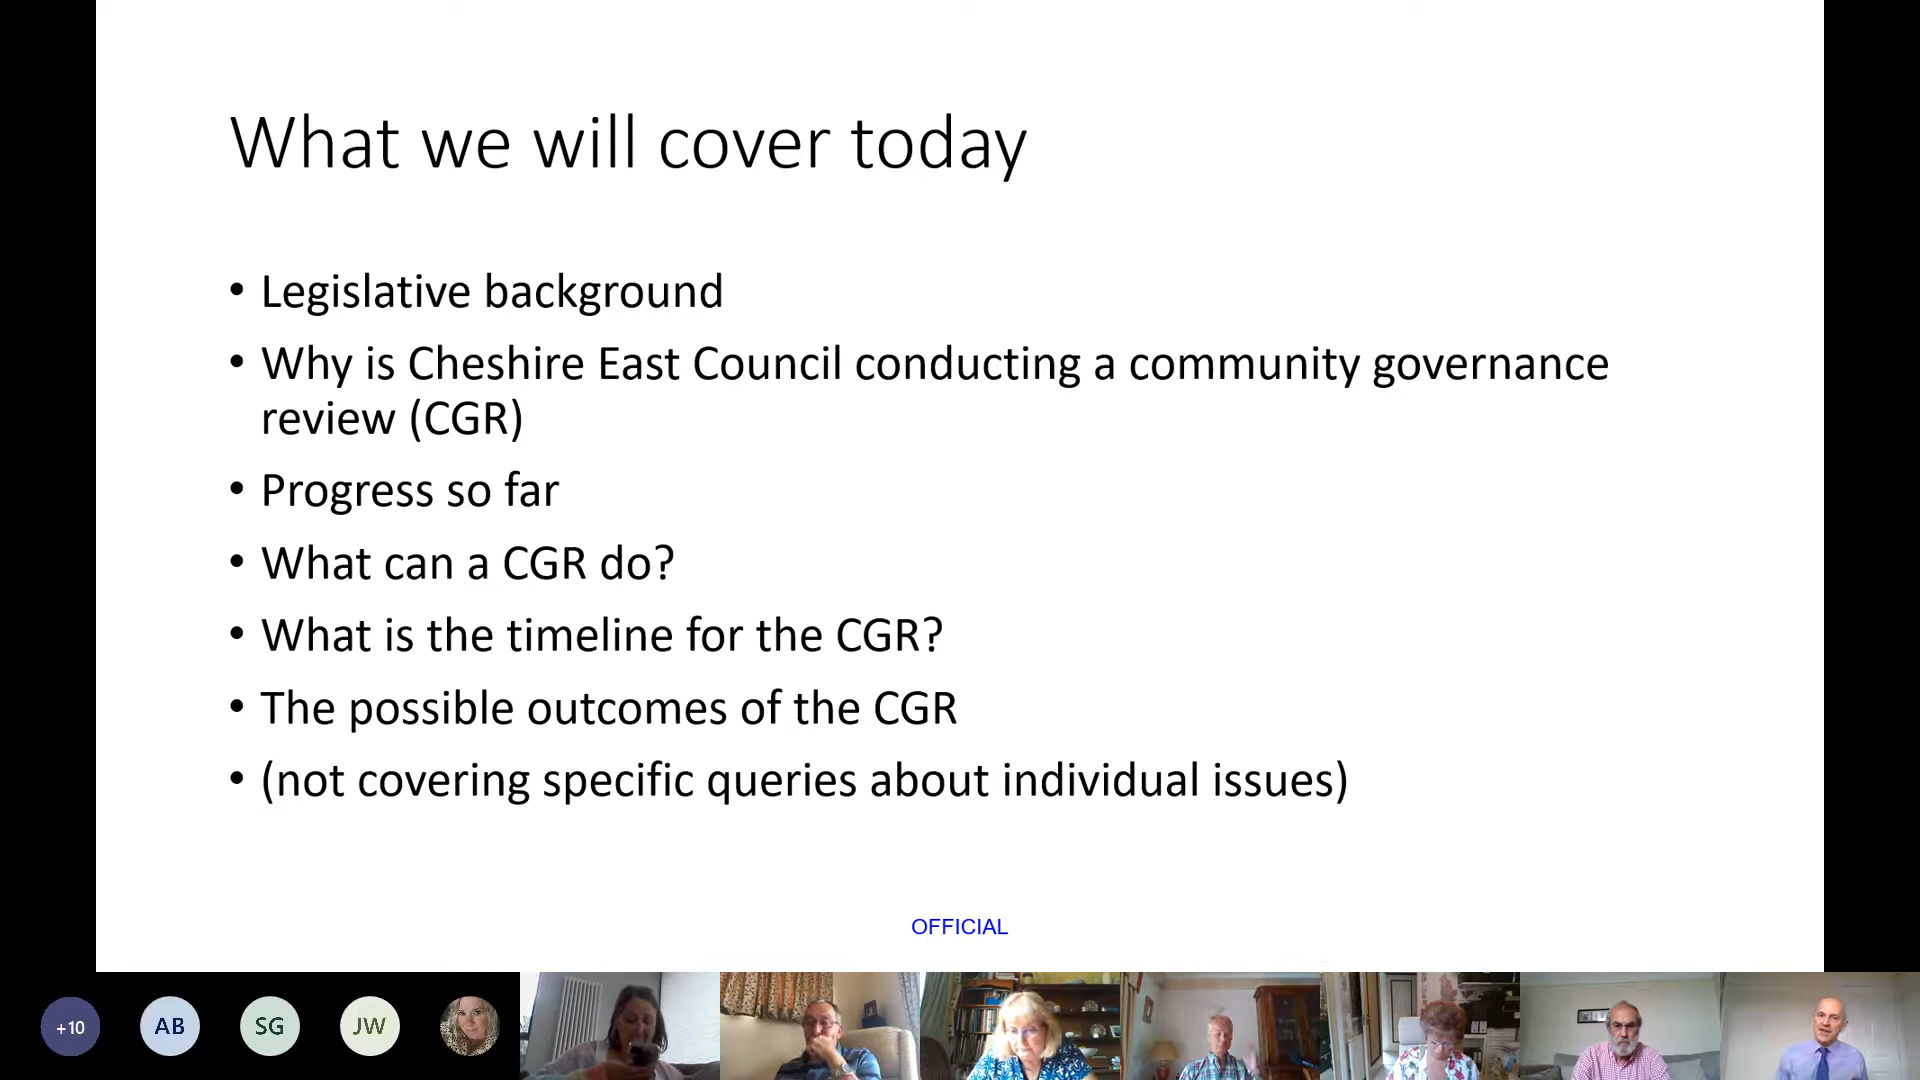 What we will cover today
• Legislative background
• Why is Cheshire East Council conducting a community governance
review (CGR)
• Progress so far
• What can a CGR do?
• What is the timeline for the CGR?
• The possible outcomes of the CGR
• (not covering specific queries about individual issues)
OFFICIAL
+10 AB SG JW